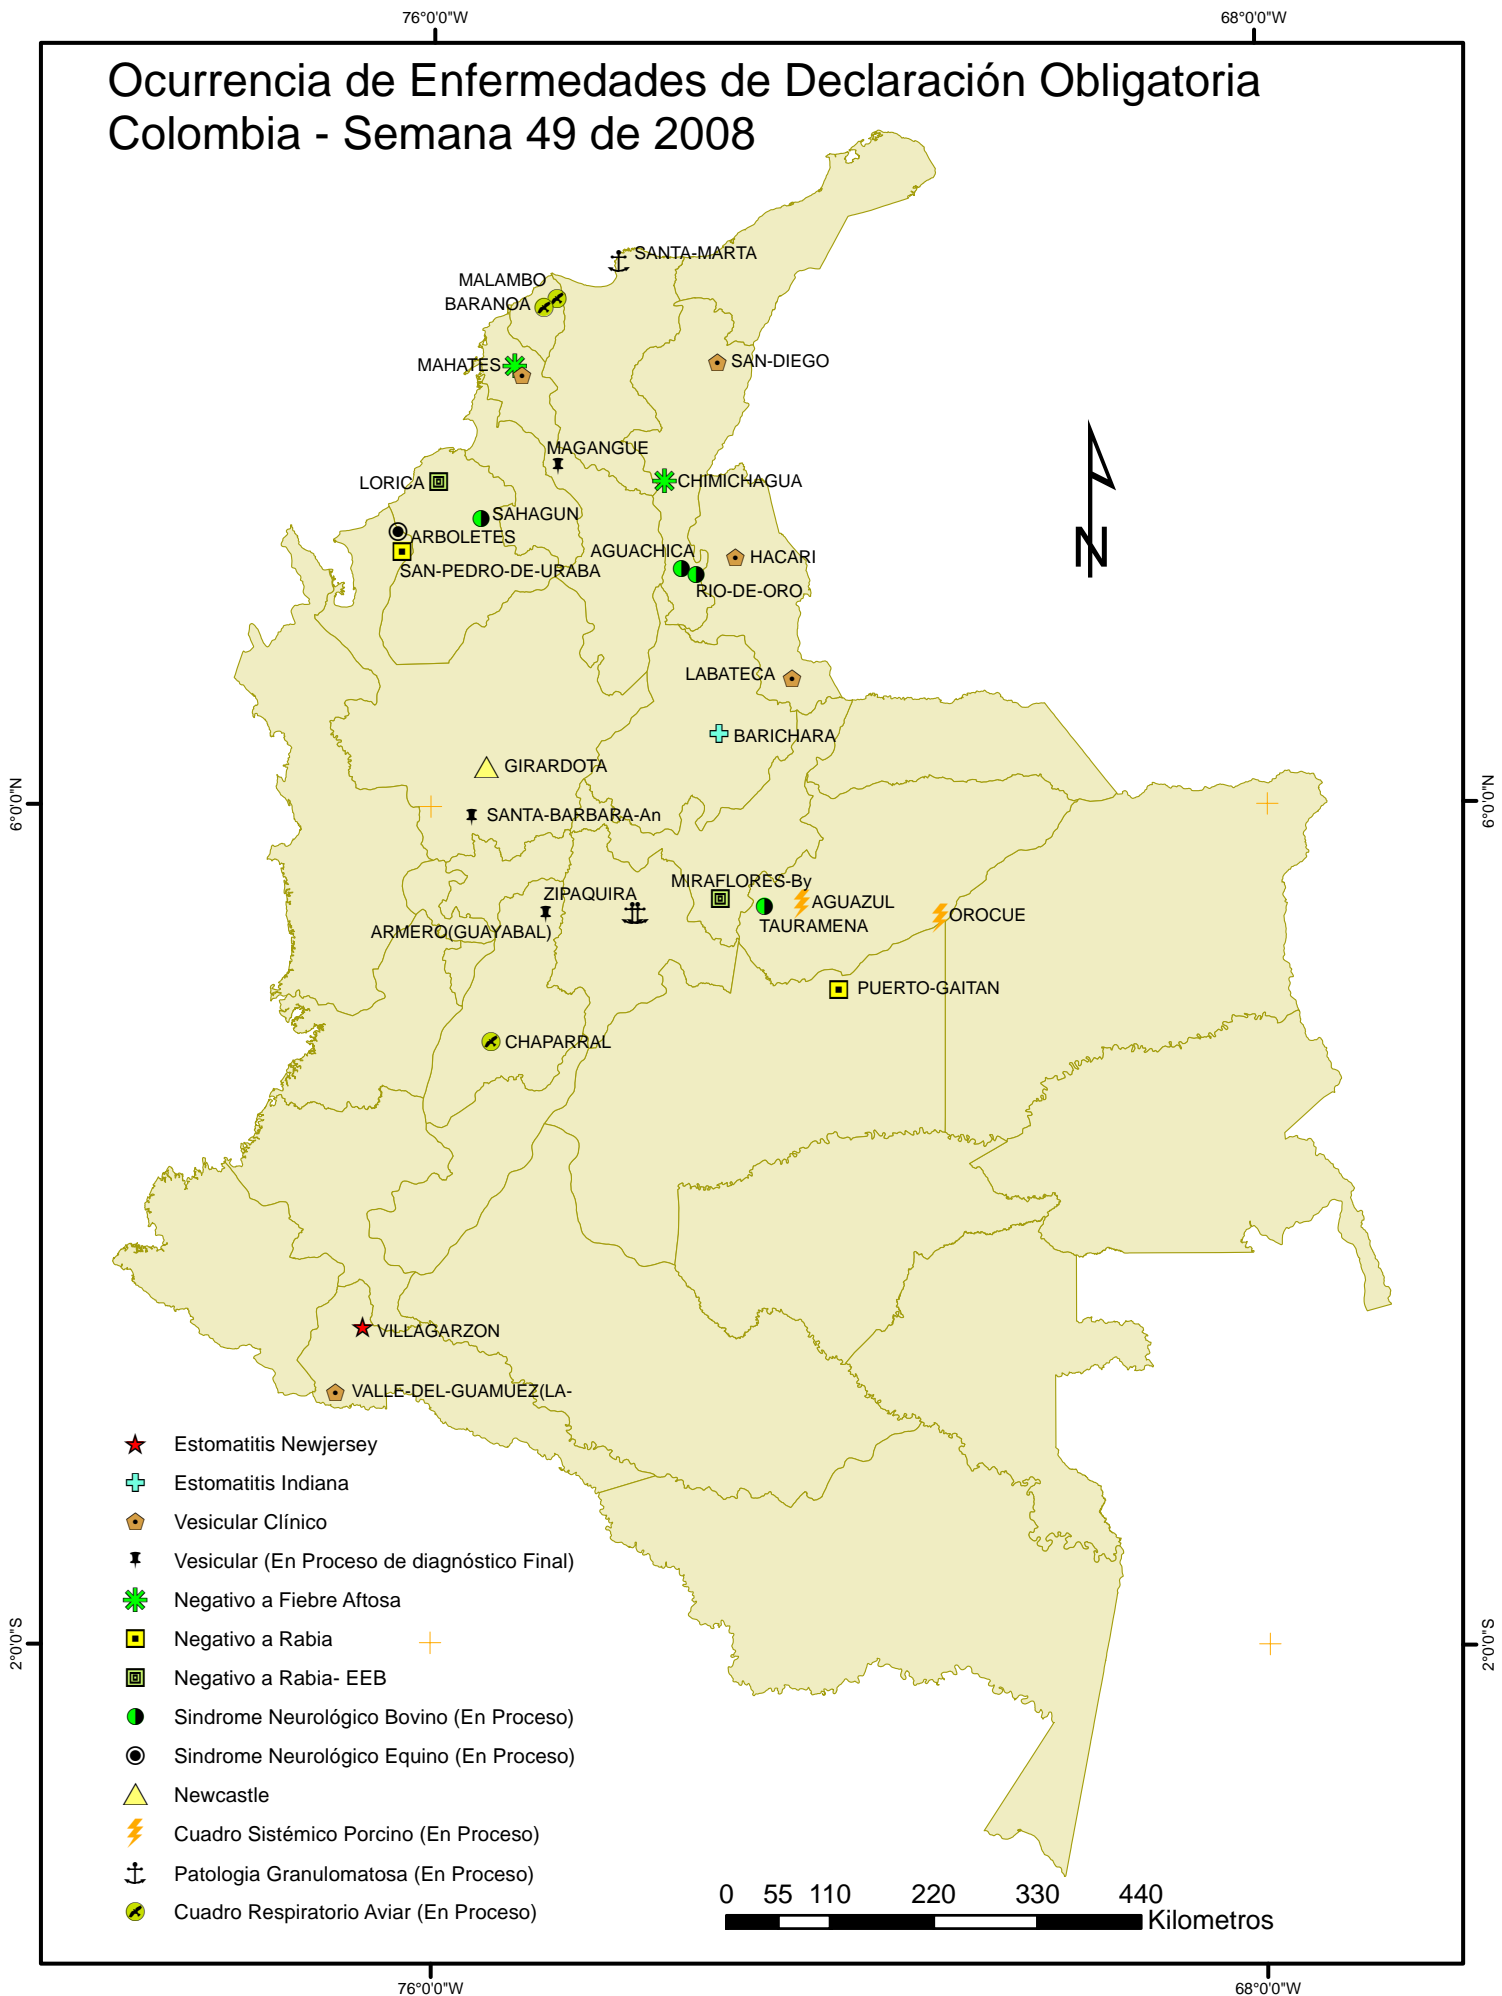 76°0'0"W
68°0'0"W
Ocurrencia de Enfermedades de Declaración Obligatoria
Colombia - Semana 49 de 2008
SANTA-MARTA
MALAMBO
BARANOA
MAHATES
SAN-DIEGO
MAGANGUE
LORICA
CHIMICHAGUA
SAHAGUN
ARBOLETES
AGUACHICA
HACARI
SAN-PEDRO-DE-URABA
RIO-DE-ORO
N
LABATECA
BARICHARA
GIRARDOTA
6°0'0"N
6°0'0"N
SANTA-BARBARA-An
MIRAFLORES-By
ZIPAQUIRA
AGUAZUL
OROCUE
TAURAMENA
ARMERO(GUAYABAL)
PUERTO-GAITAN
CHAPARRAL
VILLAGARZON
VALLE-DEL-GUAMUEZ(LA-
Estomatitis Newjersey
Estomatitis Indiana
Vesicular Clínico
Vesicular (En Proceso de diagnóstico Final)
Negativo a Fiebre Aftosa
Negativo a Rabia
2°0'0"S
2°0'0"S
Negativo a Rabia- EEB
Sindrome Neurológico Bovino (En Proceso)
Sindrome Neurológico Equino (En Proceso)
Newcastle
Cuadro Sistémico Porcino (En Proceso)
Patologia Granulomatosa (En Proceso)
Cuadro Respiratorio Aviar (En Proceso)
0 55 110 220 330 440
Kilometros
76°0'0"W
68°0'0"W